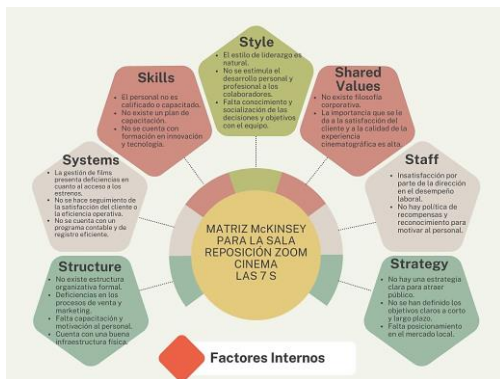 Style
El estilo de liderazgo es
natural.
No se estimula el
desarrollo personal y
profesional a los
colaboradores.
Falta conocimiento y
socialización de las
decisiones y objetivos
con el equipo.
Skills
El personal no es
calificado o capacitado.
No existe un plan de
capacitación.
No se cuenta con
formación en innovación
y tecnología.
Shared
Values
No existe filosofía
corporativa.
La importancia que se le
da a la satisfacción del
cliente y a la calidad de la
experiencia
cinematográfica es alta.
Systems
La gestión de films
presenta deficiencias en
cuanto al acceso a los
estrenos.
No se hace seguimiento de
la satisfacción del cliente o
la eficiencia operativa.
No se cuenta con un
programa contable y de
registro eficiente.
Staff
Insatisfacción por
parte de la dirección
en el desempeño
laboral.
No hay política de
recompensas y
reconocimiento para
motivar al personal.
Structure
No existe estructura
organizativa formal.
Deficiencias en los
procesos de venta y
marketing.
Falta capacitación y
motivación al personal.
Cuenta con una buena
infraestructura física.
Strategy
No hay una estrategia
clara para atraer
público.
No se han definido los
objetivos claros a corto
y largo plazo.
Falta posicionamiento
en el mercado local.
MATRIZ McKINSEY
PARA LA SALA
REPOSICIÓN ZOOM
CINEMA
LAS 7 S
Factores Internos